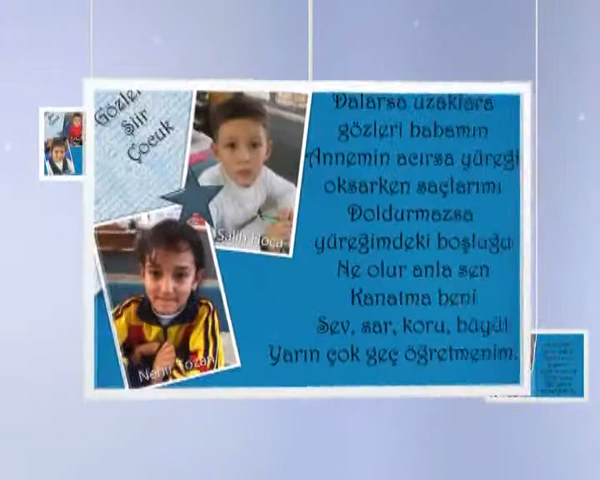 Gözler
Şiir
Çocuk
Salih Hoca
Nehir Tozan
Dalarsa uzaklara
gözleri babamın
Annemin acırsa yüreği
okşarken saçlarımı
Doldurmazsa
yüreğimdeki boşluğu
Ne olur anla sen
Kanatma beni
Sev, sar, koru, büyüt
Yarın çok geç öğretmenim.